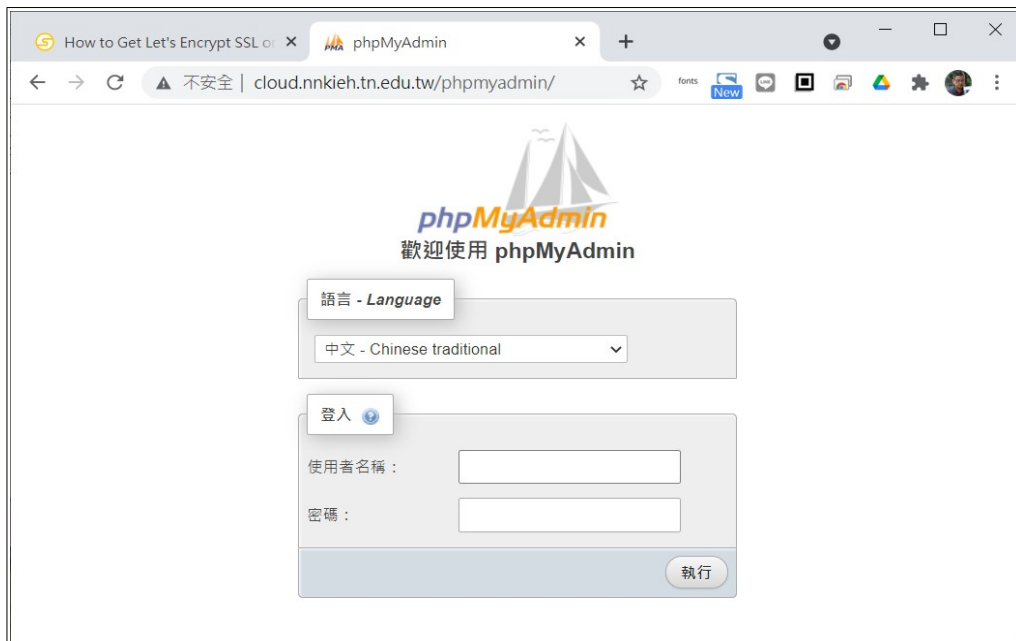 How to Get Let's Encrypt SSL or
phpMyAdmin
不安全 | cloud.nnkieh.tn.edu.tw/phpmyadmin/
fonts
New
phpMyAdmin
歡迎使用 phpMyAdmin
語言 - Language
中文 - Chinese traditional
登入
使用者名稱：
密碼：
執行